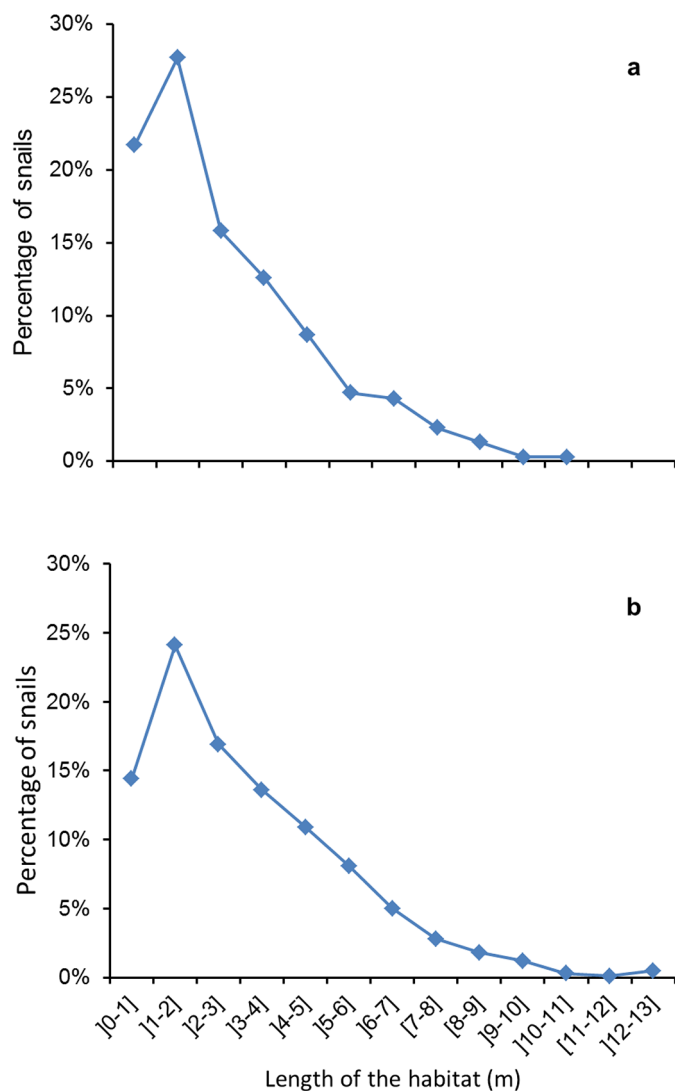 30%
a
25%
20%
15%
10%
5%
0%
Percentage of snails
30%
b
25%
20%
15%
10%
5%
0%
Percentage of snails
]0-1] ]1-2] ]2-3] ]3-4] ]4-5] ]5-6] ]6-7] [7-8] [8-9] ]9-10] ]10-11] [11-12] ]12-13]
Length of the habitat (m)